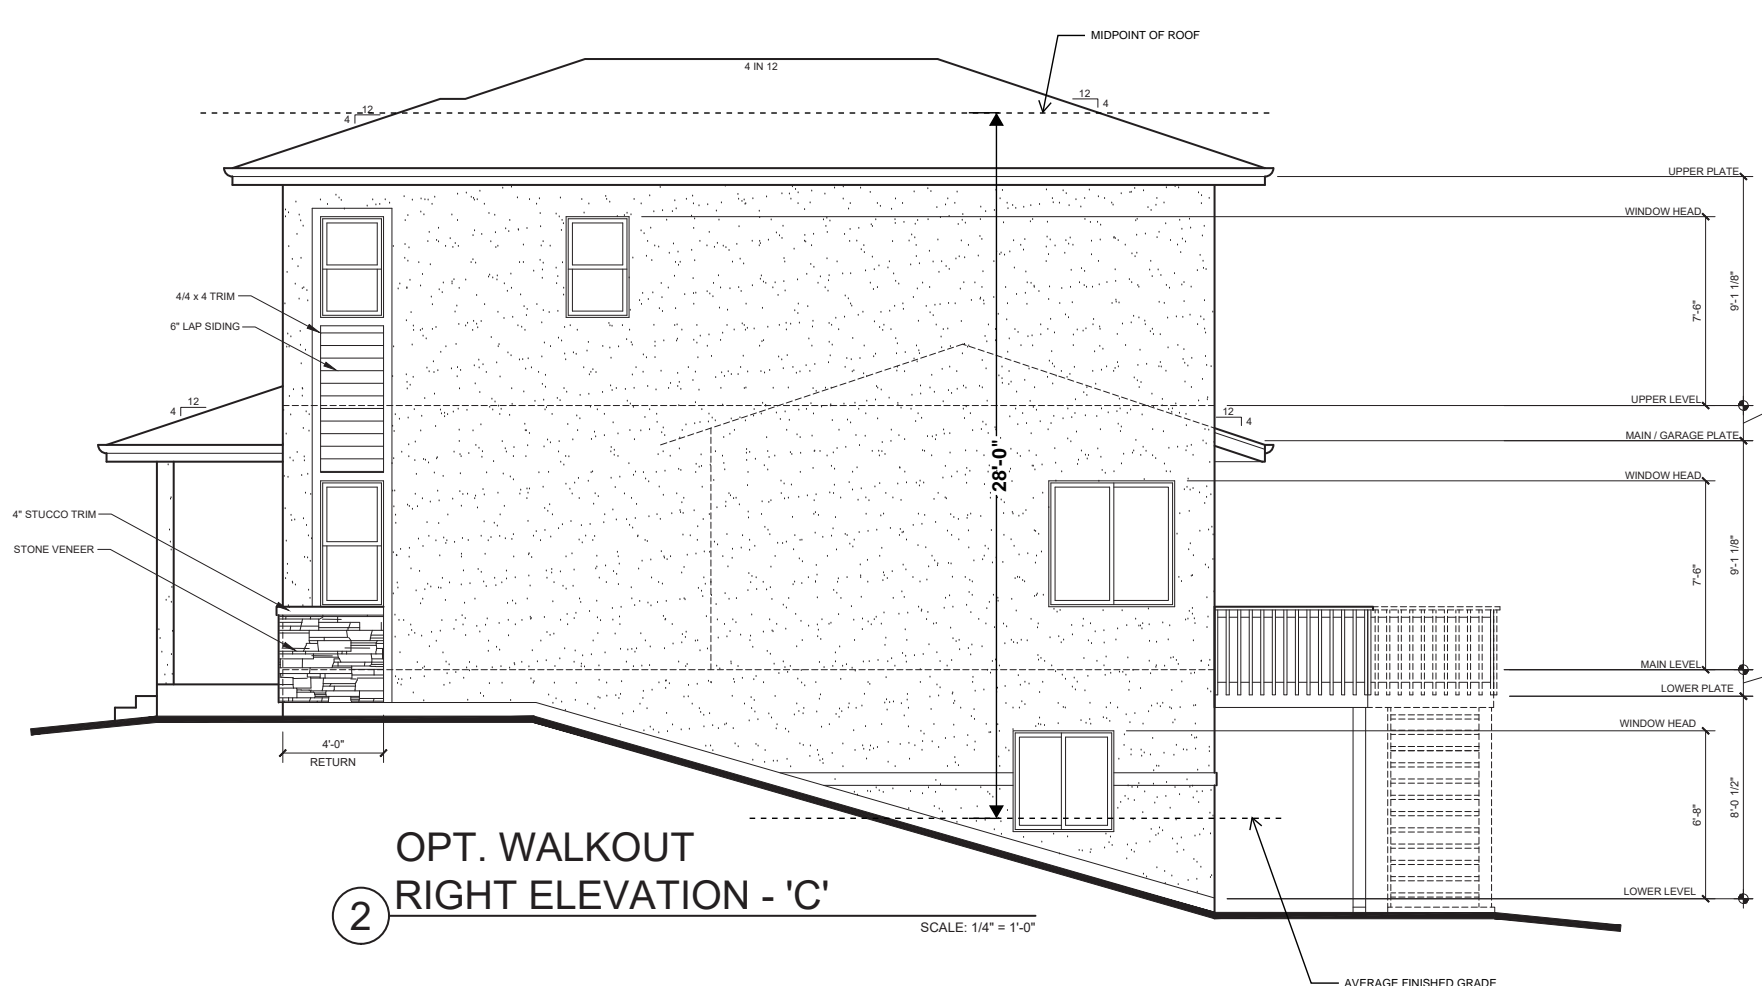 MIDPOINT OF ROOF
4 IN 12
12
4
12
4
UPPER PLATE
WINDOW HEAD
9'-1 1/8"
7'-6"
4/4 x 4 TRIM
6" LAP SIDING
12
4
UPPER LEVEL
12
4
MAIN / GARAGE PLATE
28'-0"
WINDOW HEAD
4" STUCCO TRIM
STONE VENEER
9'-1 1/8"
7'-6"
MAIN LEVEL
LOWER PLATE
WINDOW HEAD
4'-0"
RETURN
8'-0 1/2"
6'-8"
OPT. WALKOUT
RIGHT ELEVATION - 'C'
2
SCALE: 1/4" = 1'-0"
LOWER LEVEL
AVERAGE FINISHED GRADE